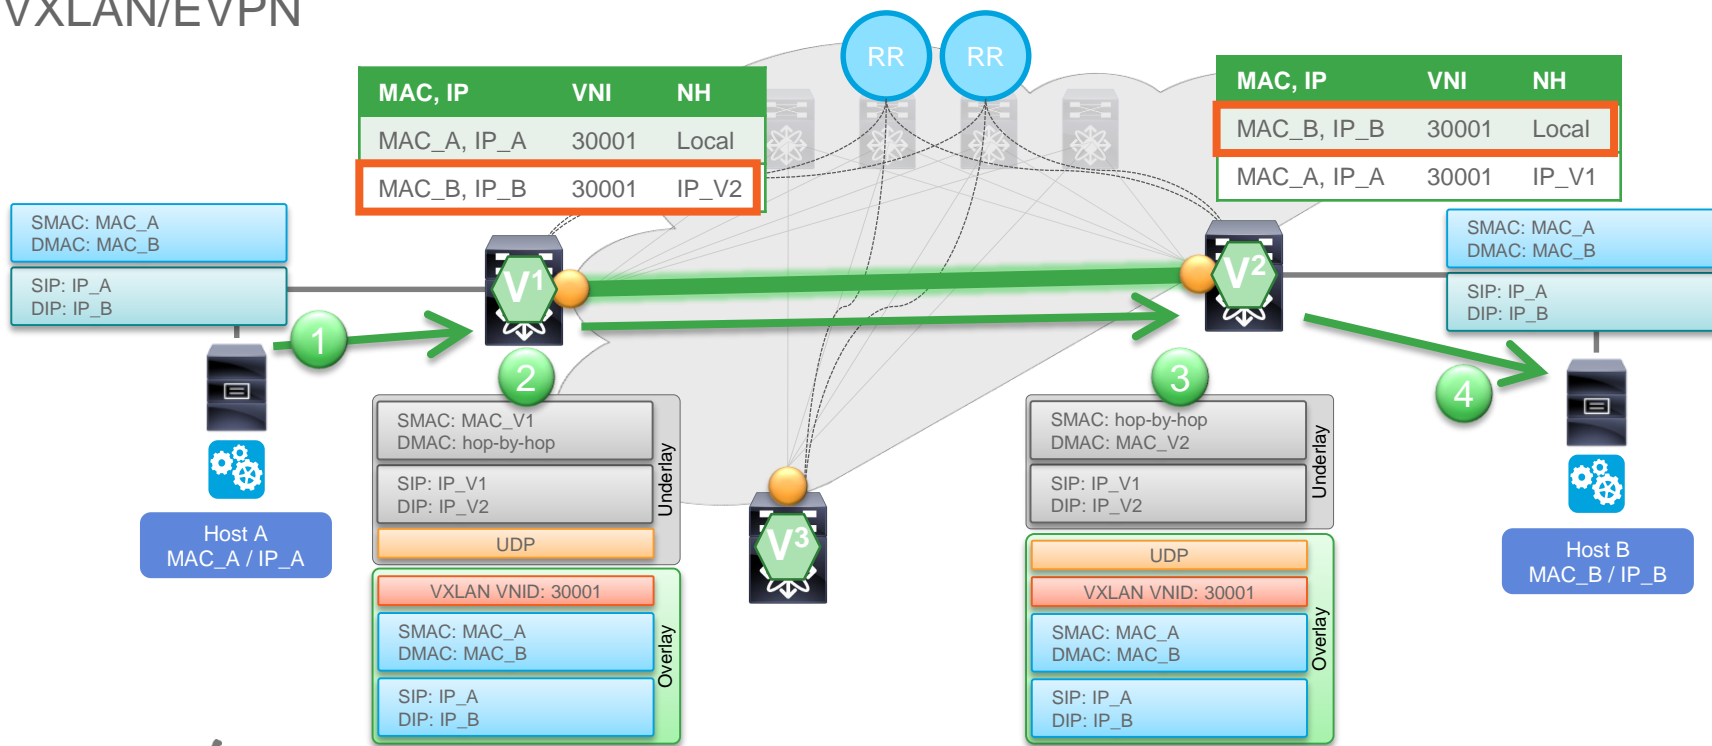 VXLAN/EVPN
RR
RR
MAC, IP VNI NH
MAC_A, IP_A 30001 Local
MAC_B, IP_B 30001 IP_V2
MAC, IP VNI NH
MAC_B, IP_B 30001 Local
MAC_A, IP_A 30001 IP_V1
SMAC: MAC_A
DMAC: MAC_B
SIP: IP_A
DIP: IP_B
V1
V2
SMAC: MAC_A
DMAC: MAC_B
SIP: IP_A
DIP: IP_B
1
2
3
4
SMAC: MAC_V1
DMAC: hop-by-hop
SIP: IP_V1
DIP: IP_V2
UDP
Underlay
VXLAN VNID: 30001
SMAC: MAC_A
DMAC: MAC_B
SIP: IP_A
DIP: IP_B
Overlay
V3
SMAC: hop-by-hop
DMAC: MAC_V2
SIP: IP_V1
DIP: IP_V2
Underlay
UDP
VXLAN VNID: 30001
SMAC: MAC_A
DMAC: MAC_B
SIP: IP_A
DIP: IP_B
Overlay
Host A
MAC_A / IP_A
Host B
MAC_B / IP_B